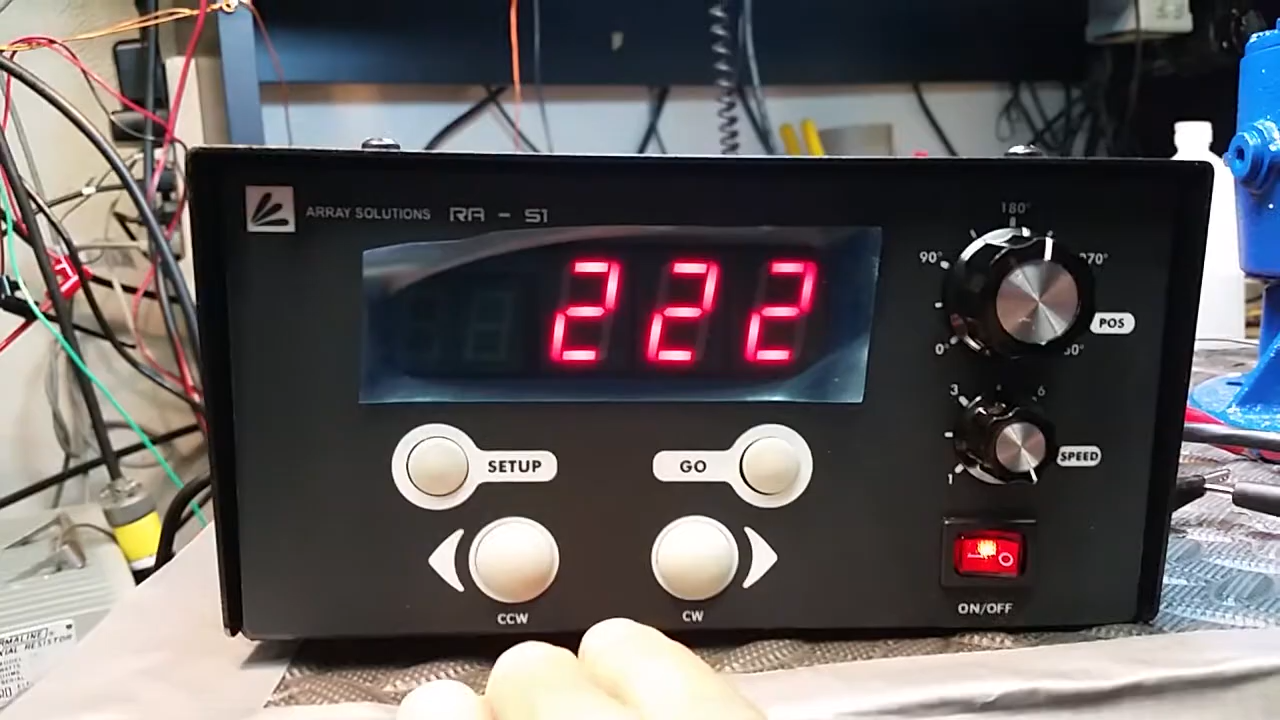 ARRAY SOLUTIONS RA - S1
222
180°
90°
270°
0°
POS
3
6
SPEED
1
SETUP
GO
CCW
CW
ON/OFF